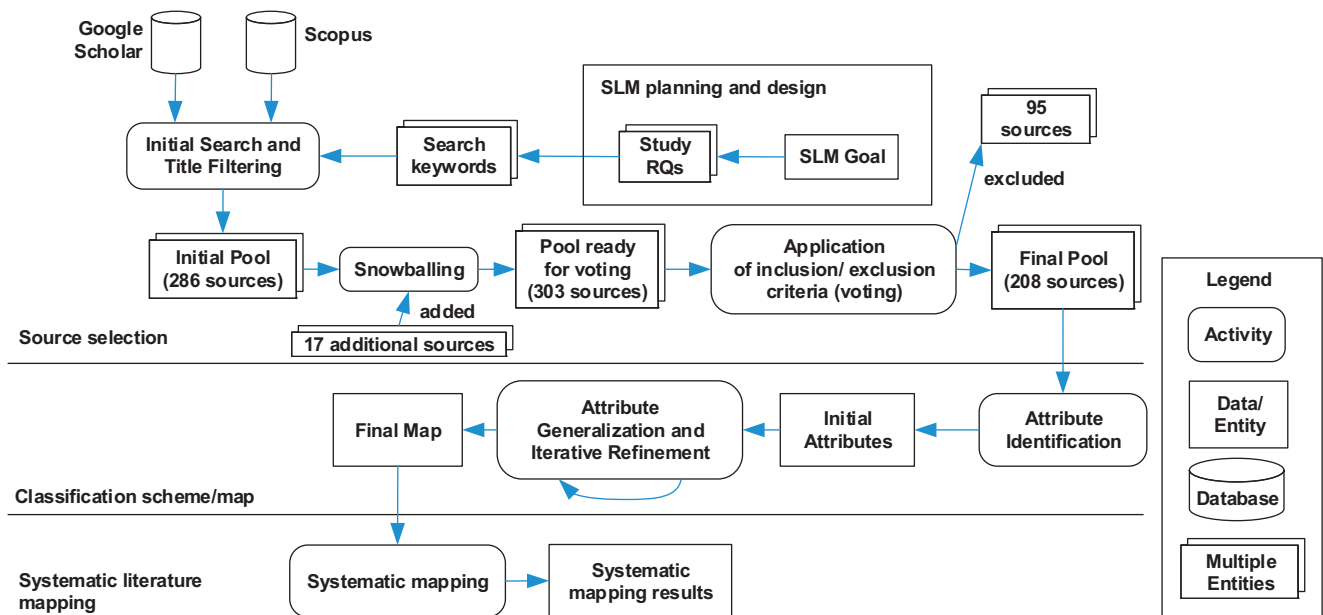 Google
Scholar
Scopus
SLM planning and design
95
sources
Initial Search and
Title Filtering
Search
keywords
Study
RQs
SLM Goal
excluded
Initial Pool
(286 sources)
Snowballing
Pool ready
for voting
(303 sources)
Application
of inclusion/ exclusion
criteria (voting)
Final Pool
(208 sources)
added
17 additional sources
Source selection
Final Map
Attribute
Generalization and
Iterative Refinement
Initial
Attributes
Attribute
Identification
Classification scheme/map
Systematic literature
mapping
Systematic mapping
Systematic
mapping results
Legend
Activity
Data/
Entity
Database
Multiple
Entities